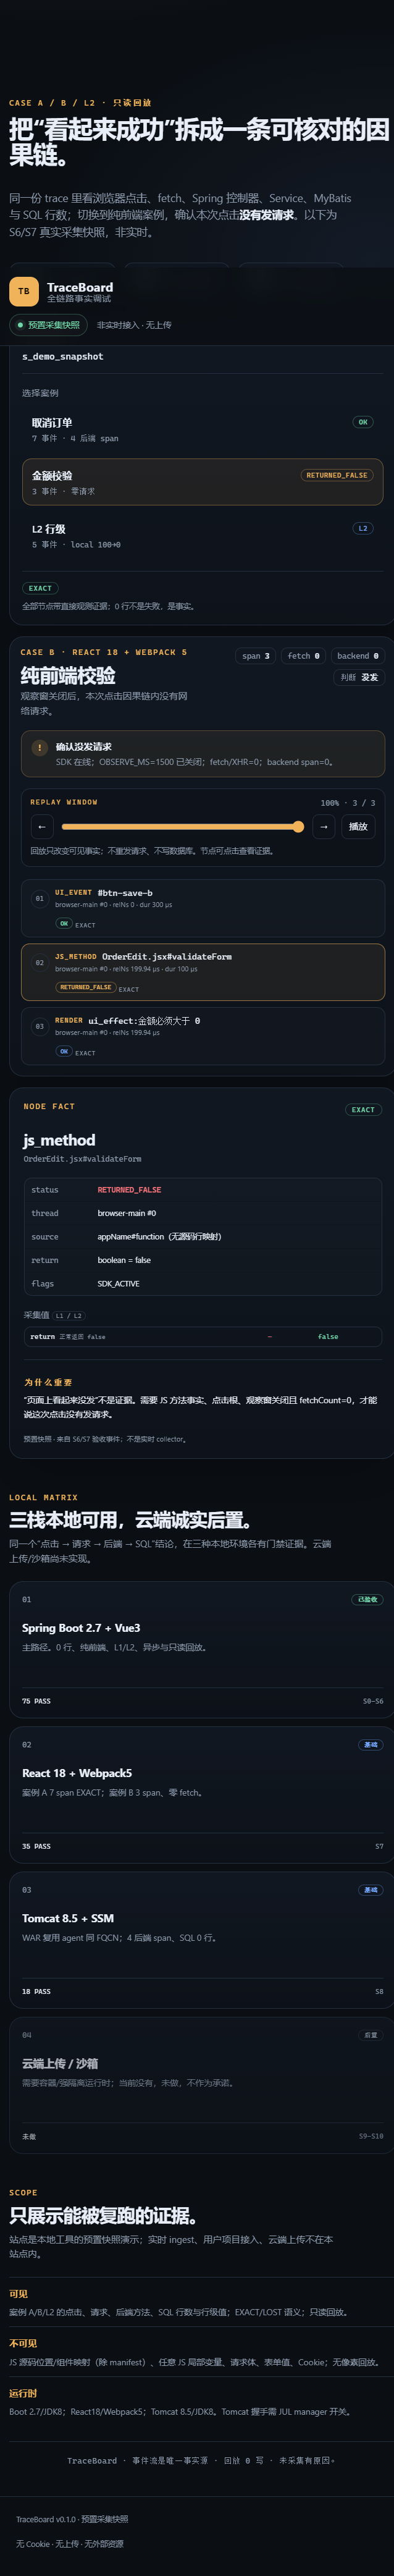 CASE A / B / L2 · 只读回放
把“看起来成功”拆成一条可核对的因
果链。
同一份 trace 里看浏览器点击、fetch、Spring 控制器、Service、MyBatis
与 SQL 行数；切换到纯前端案例，确认本次点击没有发请求。以下为
S6/S7 真实采集快照，非实时。
TB
TraceBoard
全链路事实调试
预置采集快照
非实时接入 · 无上传
s_demo_snapshot
选择案例
取消订单
OK
7 事件 · 4 后端 span
金额校验
RETURNED_FALSE
3 事件 · 零请求
L2 行级
L2
5 事件 · local 100→0
EXACT
全部节点带直接观测证据；0 行不是失败，是事实。
CASE B · REACT 18 + WEBPACK 5
span 3
fetch 0
backend 0
纯前端校验
判断 没发
观察窗关闭后，本次点击因果链内没有网
络请求。
!
确认没发请求
SDK 在线；OBSERVE_MS=1500 已关闭；fetch/XHR=0；backend span=0。
REPLAY WINDOW
100% · 3 / 3
←
→
播放
回放只改变可见事实；不重发请求、不写数据库。节点可点击查看证据。
01
UI_EVENT #btn-save-b
browser-main #0 · relNs 0 · dur 300 μs
OK EXACT
02
JS_METHOD OrderEdit.jsx#validateForm
browser-main #0 · relNs 199.94 μs · dur 100 μs
RETURNED_FALSE EXACT
03
RENDER ui_effect:金额必须大于 0
browser-main #0 · relNs 199.94 μs
OK EXACT
NODE FACT
EXACT
js_method
OrderEdit.jsx#validateForm
status RETURNED_FALSE
thread browser-main #0
source appName#function（无源码行映射）
return boolean = false
flags SDK_ACTIVE
采集值 L1 / L2
return 正常返回 false — false
为什么重要
“页面上看起来没发”不是证据。需要 JS 方法事实、点击根、观察窗关闭且 fetchCount=0，才能
说这次点击没有发请求。
预置快照 · 来自 S6/S7 验收事件；不是实时 collector。
LOCAL MATRIX
三栈本地可用，云端诚实后置。
同一个“点击 → 请求 → 后端 → SQL”结论，在三种本地环境各有门禁证据。云端
上传/沙箱尚未实现。
01
已验收
Spring Boot 2.7 + Vue3
主路径。0 行、纯前端、L1/L2、异步与只读回放。
75 PASS
S0–S6
02
基础
React 18 + Webpack5
案例 A 7 span EXACT；案例 B 3 span、零 fetch。
35 PASS
S7
03
基础
Tomcat 8.5 + SSM
WAR 复用 agent 同 FQCN；4 后端 span、SQL 0 行。
18 PASS
S8
04
后置
云端上传 / 沙箱
需要容器/强隔离运行时；当前没有，未做，不作为承诺。
未做
S9–S10
SCOPE
只展示能被复跑的证据。
站点是本地工具的预置快照演示；实时 ingest、用户项目接入、云端上传不在本
站点内。
可见
案例 A/B/L2 的点击、请求、后端方法、SQL 行数与行级值；EXACT/LOST 语义；只读回放。
不可见
JS 源码位置/组件映射（除 manifest）、任意 JS 局部变量、请求体、表单值、Cookie；无像素回放。
运行时
Boot 2.7/JDK8；React18/Webpack5；Tomcat 8.5/JDK8。Tomcat 握手需 JUL manager 开关。
TraceBoard · 事件流是唯一事实源 · 回放 0 写 · 未采集有原因。
TraceBoard v0.1.0 · 预置采集快照
无 Cookie · 无上传 · 无外部资源